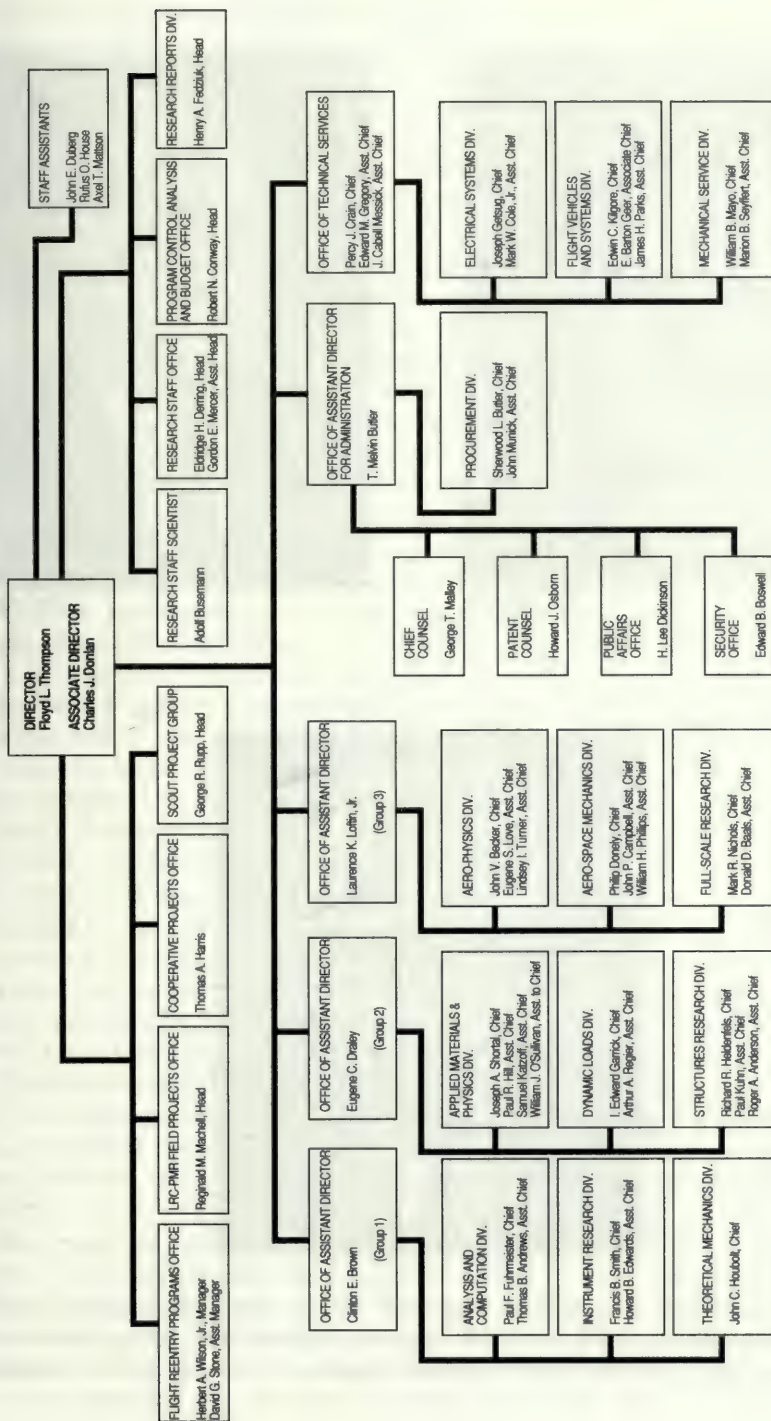 DIRECTOR
Floyd L. Thompson
ASSOCIATE DIRECTOR
Charles J. Donlan
STAFF ASSISTANTS
John E. Duberg
Rufus O. House
Axel T. Mattson
FLIGHT REENTRY PROGRAMS OFFICE
Herbert A. Wilson, Jr., Manager
David G. Stone, Asst. Manager
LRC-PMR FIELD PROJECTS OFFICE
Reginald M. Machell, Head
COOPERATIVE PROJECTS OFFICE
Thomas A. Harris
SCOUT PROJECT GROUP
George R. Rupp, Head
RESEARCH STAFF SCIENTIST
Adolf Busemann
RESEARCH STAFF OFFICE
Eldridge H. Derring, Head
Gordon E. Mercer, Asst. Head
PROGRAM CONTROL ANALYSIS
AND BUDGET OFFICE
Robert N. Conway, Head
RESEARCH REPORTS DIV.
Henry A. Fedziuk, Head
OFFICE OF ASSISTANT DIRECTOR
Clinton E. Brown
(Group 1)
OFFICE OF ASSISTANT DIRECTOR
Eugene C. Draley
(Group 2)
OFFICE OF ASSISTANT DIRECTOR
Laurence K. Loftin, Jr.
(Group 3)
OFFICE OF ASSISTANT DIRECTOR
FOR ADMINISTRATION
T. Melvin Butler
OFFICE OF TECHNICAL SERVICES
Percy J. Crain, Chief
Edward M. Gregory, Asst. Chief
J. Cabell Messick, Asst. Chief
ANALYSIS AND
COMPUTATION DIV.
Paul F. Fuhrmeister, Chief
Thomas B. Andrews, Asst. Chief
INSTRUMENT RESEARCH DIV.
Francis B. Smith, Chief
Howard B. Edwards, Asst. Chief
THEORETICAL MECHANICS DIV.
John C. Houbolt, Chief
APPLIED MATERIALS &
PHYSICS DIV.
Joseph A. Shortal, Chief
Paul R. Hill, Asst. Chief
Samuel Katzoff, Asst. Chief
William J. O'Sullivan, Asst. to Chief
DYNAMIC LOADS DIV.
I. Edward Garrick, Chief
Arthur A. Regier, Asst. Chief
STRUCTURES RESEARCH DIV.
Richard R. Heldenfels, Chief
Paul Kuhn, Asst. Chief
Roger A. Anderson, Asst. Chief
AERO-PHYSICS DIV.
John V. Becker, Chief
Eugene S. Love, Asst. Chief
Lindsey I. Turner, Asst. Chief
AERO-SPACE MECHANICS DIV.
Philip Donely, Chief
John P. Campbell, Asst. Chief
William H. Phillips, Asst. Chief
FULL-SCALE RESEARCH DIV.
Mark R. Nichols, Chief
Donald D. Baals, Asst. Chief
CHIEF
COUNSEL
George T. Malley
PATENT
COUNSEL
Howard J. Osborn
PUBLIC
AFFAIRS
OFFICE
H. Lee Dickinson
SECURITY
OFFICE
Edward B. Boswell
PROCUREMENT DIV.
Sherwood L. Butler, Chief
John Munick, Asst. Chief
ELECTRICAL SYSTEMS DIV.
Joseph Getsug, Chief
Mark W. Cole, Jr., Asst. Chief
FLIGHT VEHICLES
AND SYSTEMS DIV.
Edwin C. Kilgore, Chief
E. Barton Geer, Associate Chief
James H. Parks, Asst. Chief
MECHANICAL SERVICE DIV.
William B. Mayo, Chief
Marion B. Seyffert, Asst. Chief